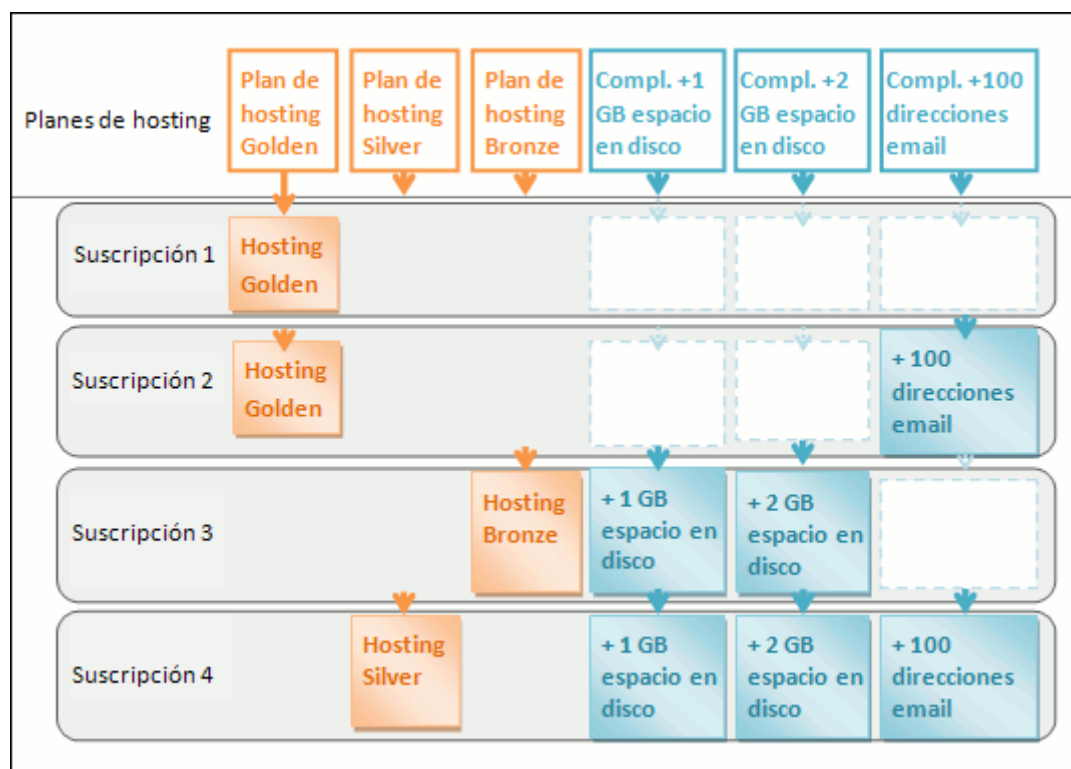 Planes de hosting
Plan de
hosting
Golden
Plan de
hosting
Silver
Plan de
hosting
Bronze
Compl. +1
GB espacio
en disco
Compl. +2
GB espacio
en disco
Compl. +100
direcciones
email
Suscripción 1
Hosting
Golden
Suscripción 2
Hosting
Golden
+ 100
direcciones
email
Suscripción 3
Hosting
Bronze
+ 1 GB
espacio en
disco
+ 2 GB
espacio en
disco
Suscripción 4
Hosting
Silver
+ 1 GB
espacio en
disco
+ 2 GB
espacio en
disco
+ 100
direcciones
email